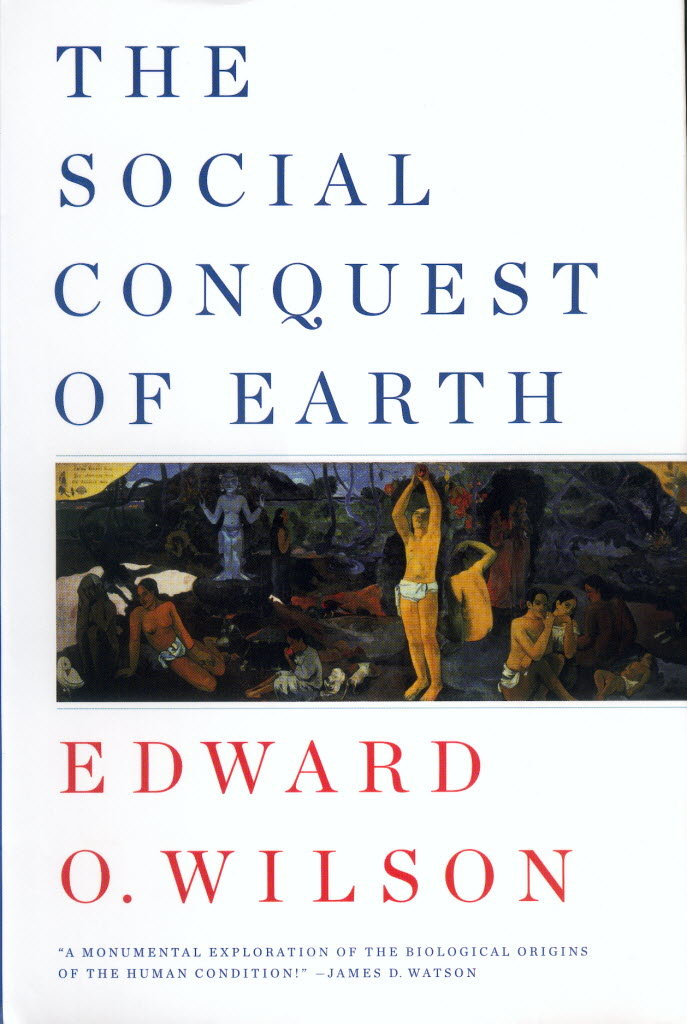 THE
SOCIAL
CONQUEST
OF EARTH
EDWARD
O. WILSON
“A MONUMENTAL EXPLORATION OF THE BIOLOGICAL ORIGINS
OF THE HUMAN CONDITION!” —JAMES D. WATSON